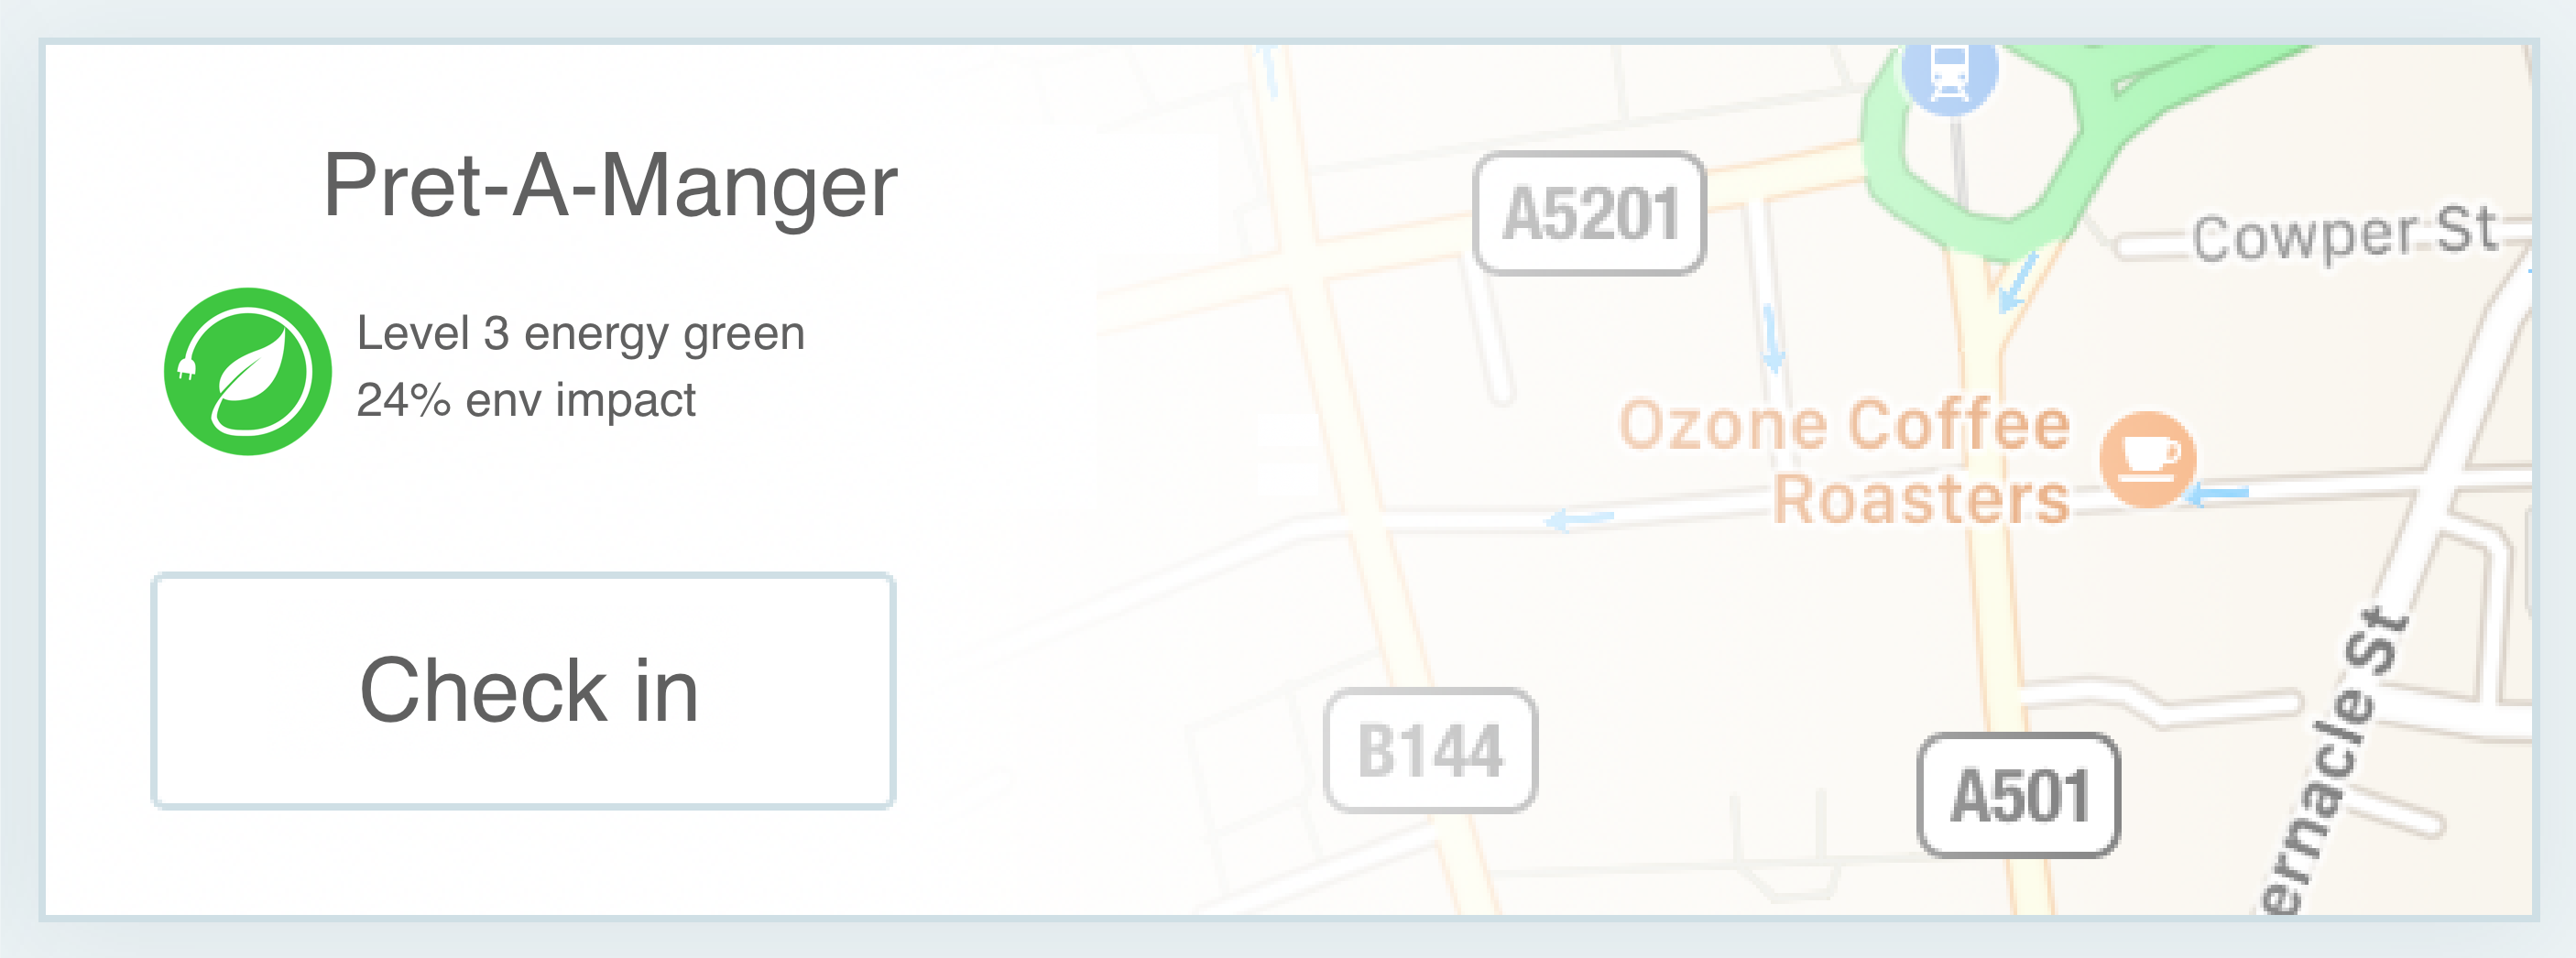 Pret-A-Manger
Level 3 energy green
24% env impact
Check in
A5201
Cowper St
Ozone Coffee
Roasters
B144
A501
ernacle St